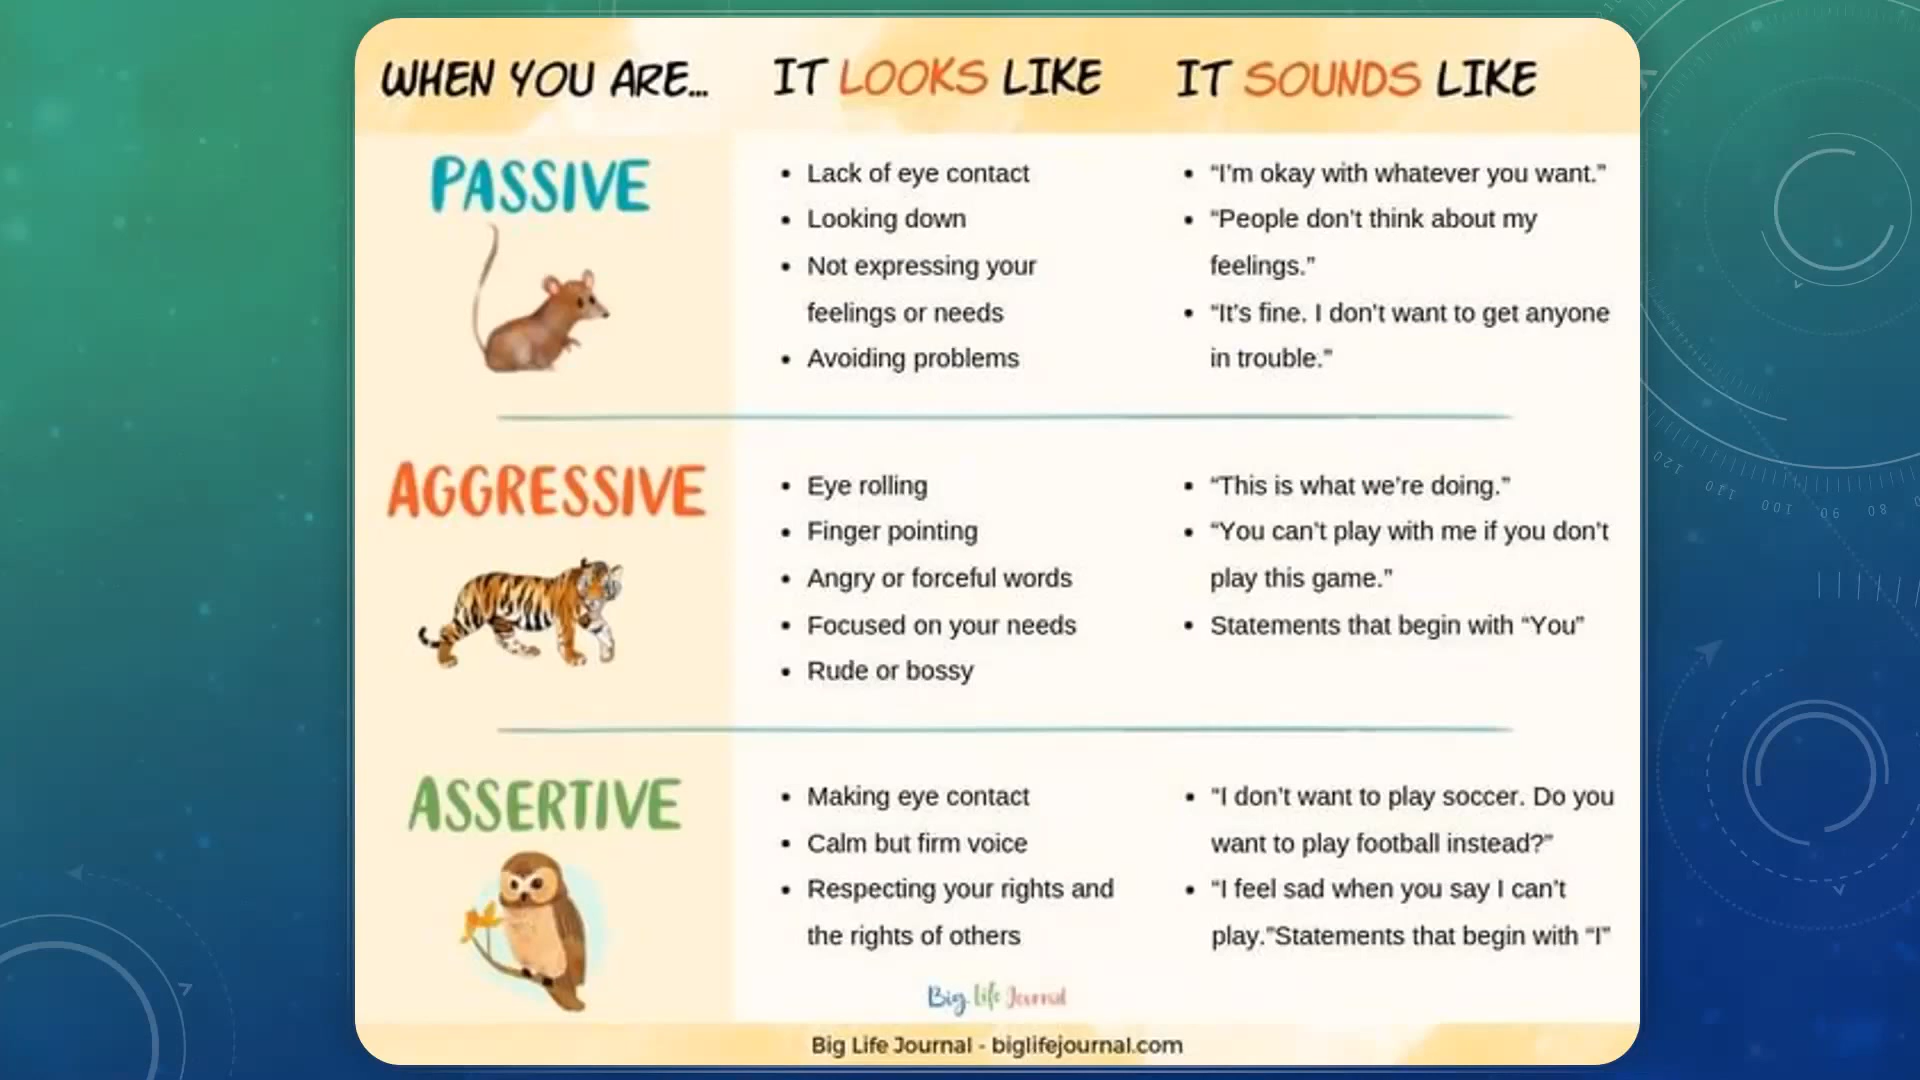 WHEN YOU ARE...
IT LOOKS LIKE
IT SOUNDS LIKE
PASSIVE
• Lack of eye contact
• Looking down
• Not expressing your
feelings or needs
• Avoiding problems
• “I’m okay with whatever you want.”
• “People don’t think about my
feelings.”
• “It’s fine. I don’t want to get anyone
in trouble.”
AGGRESSIVE
• Eye rolling
• Finger pointing
• Angry or forceful words
• Focused on your needs
• Rude or bossy
• “This is what we’re doing.”
• “You can’t play with me if you don’t
play this game.”
• Statements that begin with “You”
ASSERTIVE
• Making eye contact
• Calm but firm voice
• Respecting your rights and
the rights of others
• “I don’t want to play soccer. Do you
want to play football instead?”
• “I feel sad when you say I can’t
play.”Statements that begin with “I”
Big Life Journal
Big Life Journal - biglifejournal.com
120
110
100
90
80